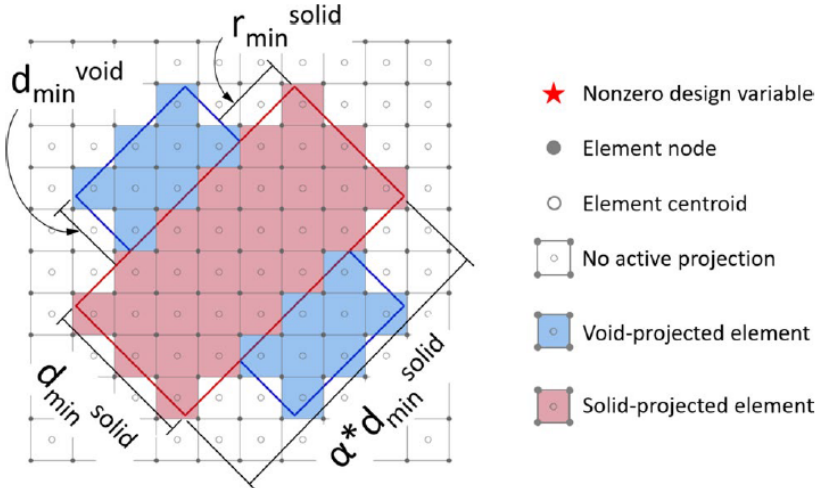 r_min^solid
d_min^void
d_min^solid
α*d_min^solid
Nonzero design variable
Element node
Element centroid
No active projection
Void-projected element
Solid-projected element